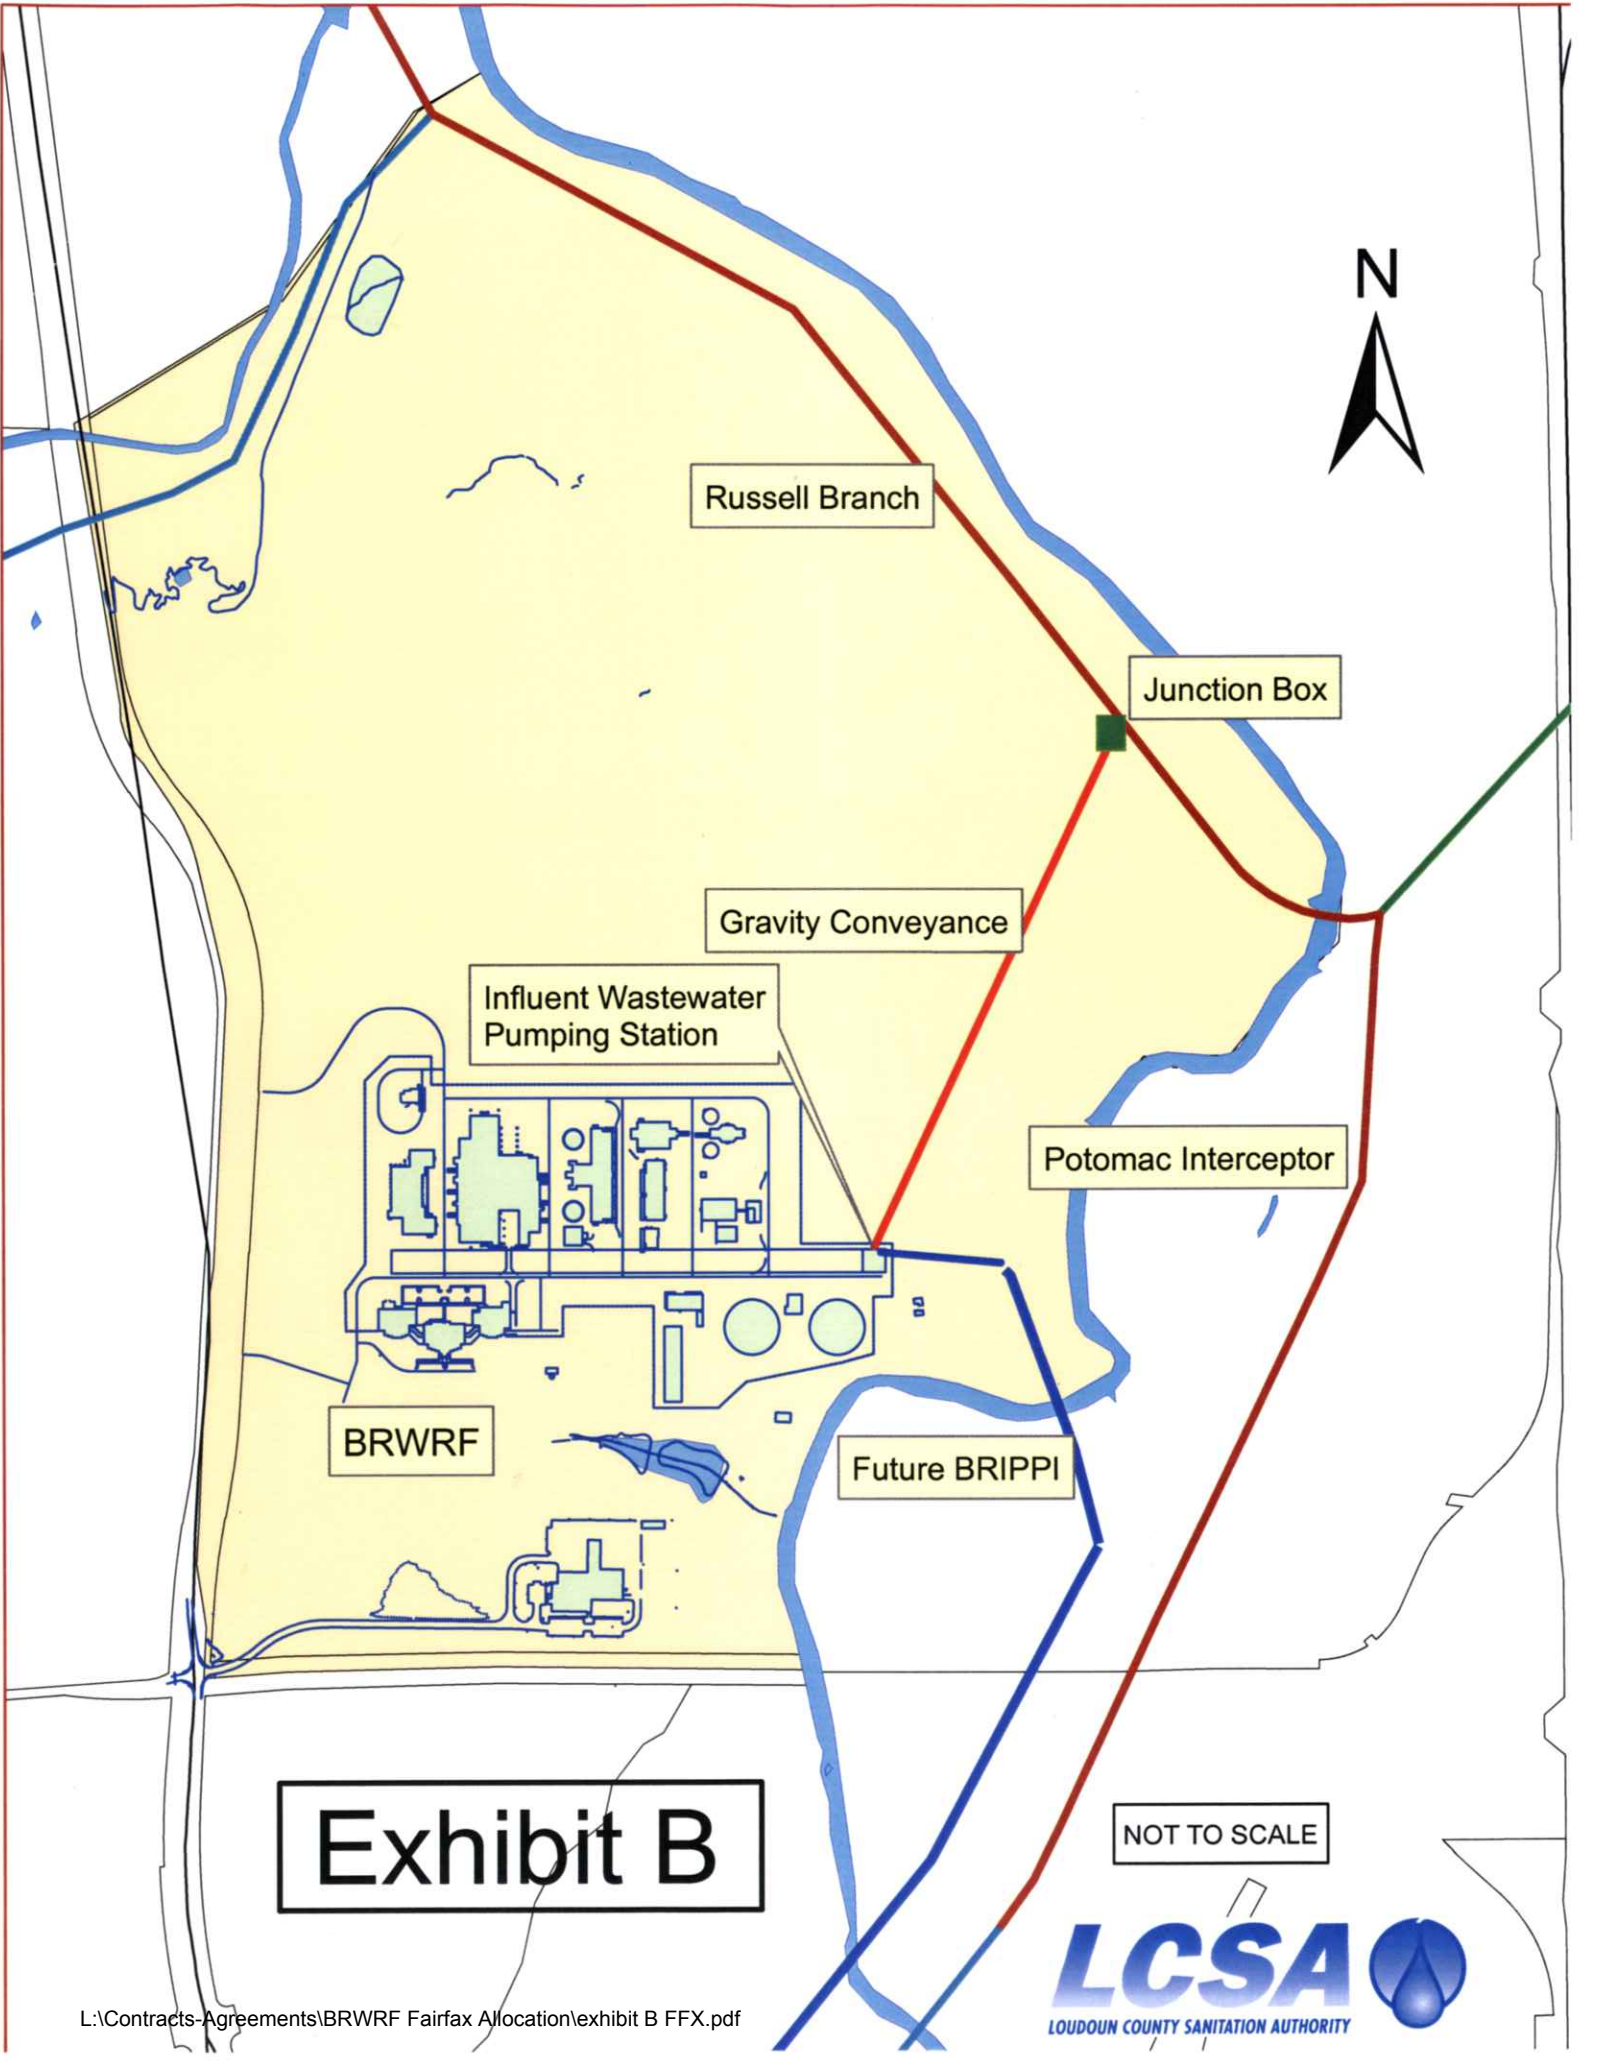 N
Russell Branch
Junction Box
Gravity Conveyance
Influent Wastewater
Pumping Station
Potomac Interceptor
BRWRF
Future BRIPPI
Exhibit B
NOT TO SCALE
LCSA
LOUDOUN COUNTY SANITATION AUTHORITY
L:\Contracts-Agreements\BRWRF Fairfax Allocation\exhibit B FFX.pdf